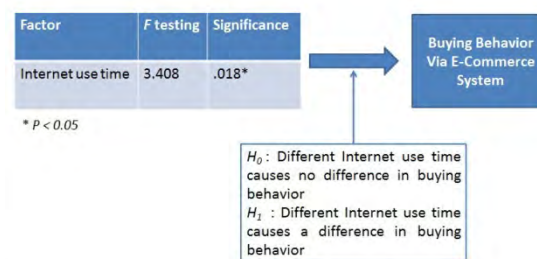 Factor F testing Significance
Internet use time 3.408 .018*
* P < 0.05
Buying Behavior
Via E-Commerce
System
H0 : Different Internet use time
causes no difference in buying
behavior
H1 : Different Internet use time
causes a difference in buying
behavior